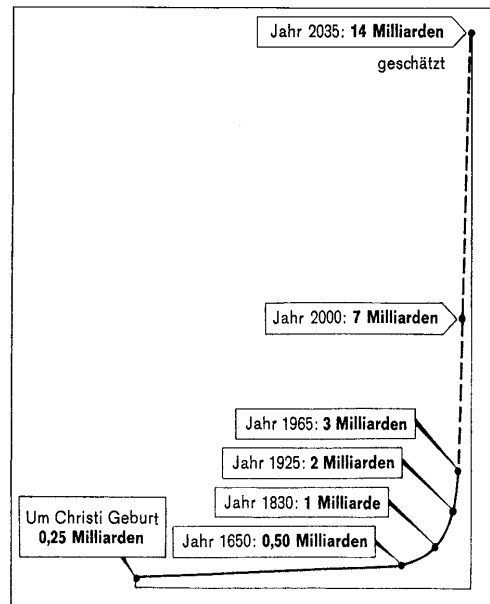 Jahr 2035: 14 Milliarden
geschätzt
Jahr 2000: 7 Milliarden
Jahr 1965: 3 Milliarden
Jahr 1925: 2 Milliarden
Jahr 1830: 1 Milliarde
Um Christi Geburt
0,25 Milliarden
Jahr 1650: 0,50 Milliarden